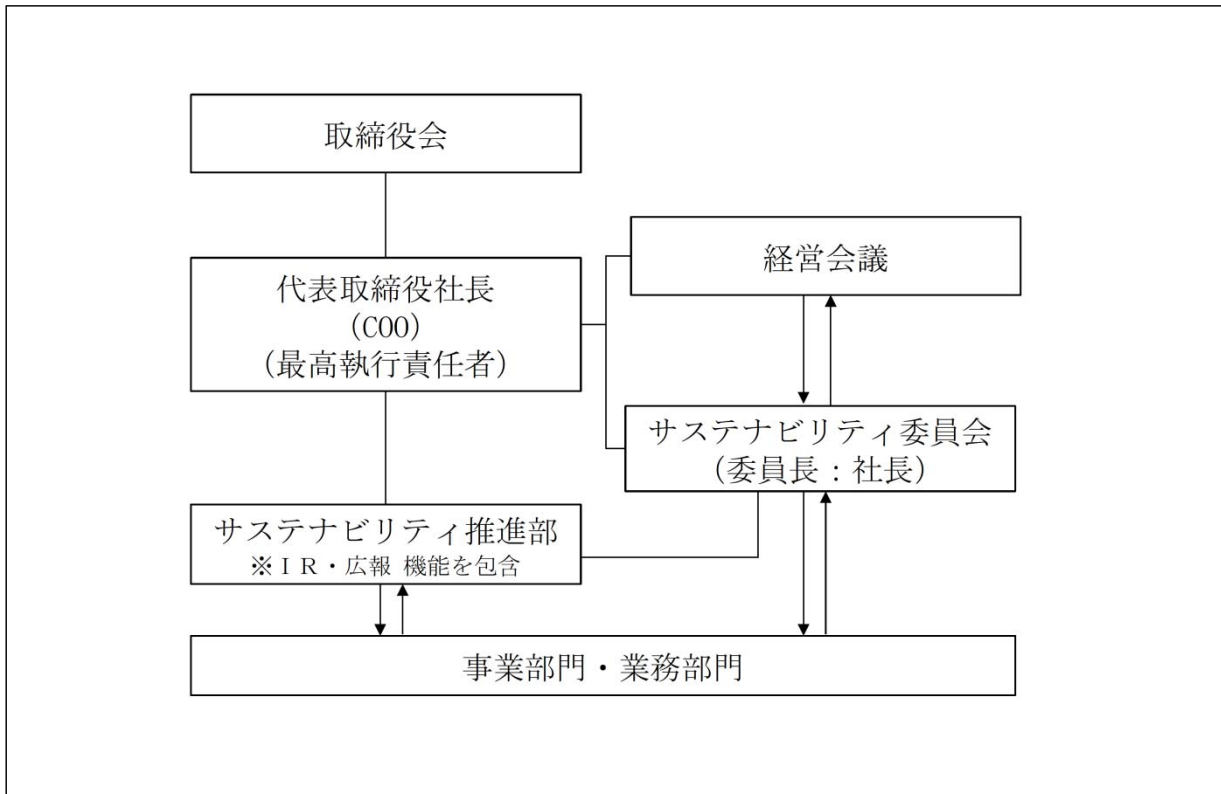 取締役会
代表取締役社長
(COO)
(最高執行責任者)
経営会議
サステナビリティ委員会
(委員長:社長)
サステナビリティ推進部
※IR・広報 機能を包含
事業部門・業務部門